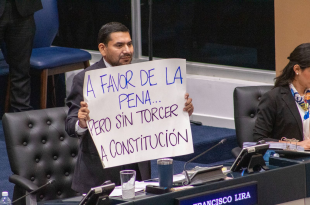 A FAVOR DE LA
PENA...
PERO SIN TORCER
A CONSTITUCIÓN
FRANCISCO LIRA